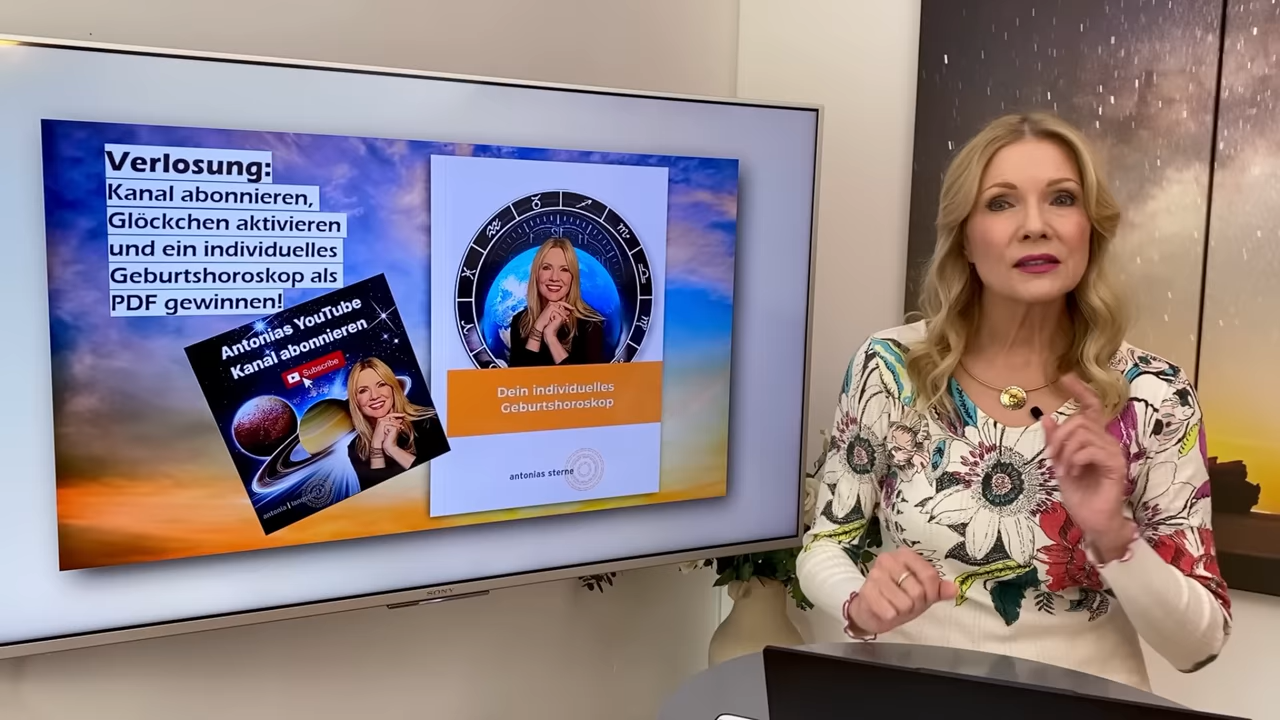 Verlosung:
Kanal abonnieren,
Glöckchen aktivieren
und ein individuelles
Geburtshoroskop als
PDF gewinnen!
Antonias YouTube
Kanal abonnieren
Subscribe
Dein individuelles
Geburtshoroskop
antonias sterne
SONY